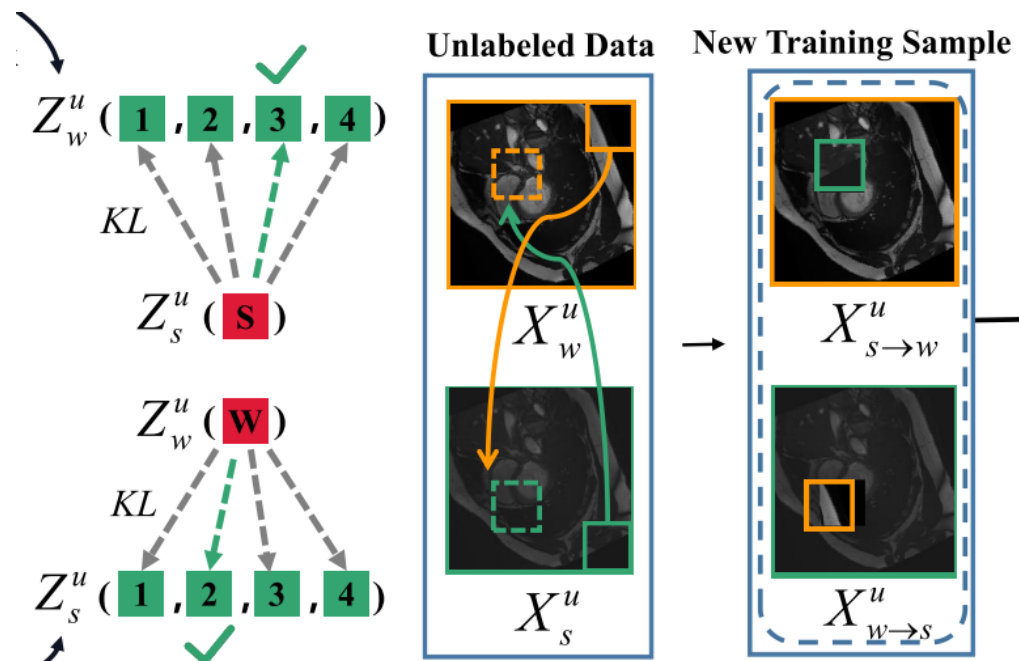 Unlabeled Data
New Training Sample
Z_w^u ( 1 , 2 , 3 , 4 )
KL
Z_s^u ( S )
Z_w^u ( W )
KL
Z_s^u ( 1 , 2 , 3 , 4 )
X_w^u
X_s^u
X_{s→w}^u
X_{w→s}^u